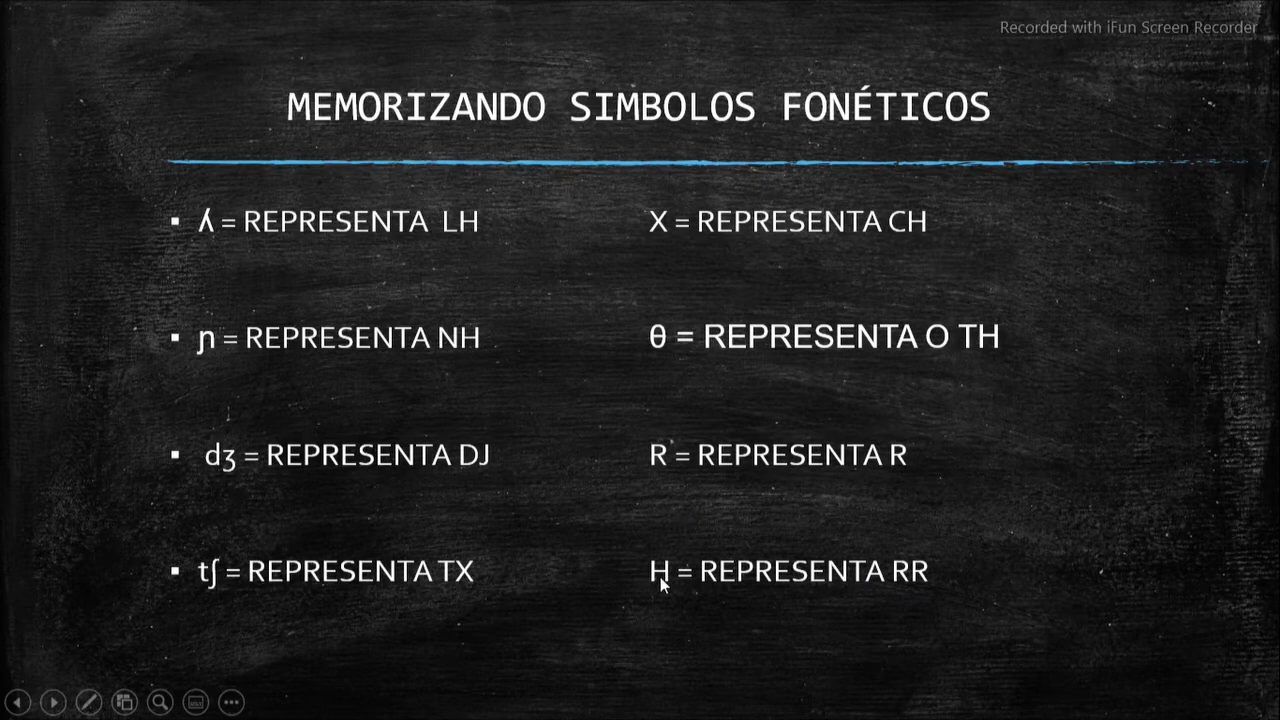 Recorded with iFun Screen Recorder
MEMORIZANDO SIMBOLOS FONÉTICOS
▪ ʎ = REPRESENTA LH
X = REPRESENTA CH
▪ ɲ = REPRESENTA NH
θ = REPRESENTA O TH
▪ dʒ = REPRESENTA DJ
R = REPRESENTA R
▪ tʃ = REPRESENTA TX
H = REPRESENTA RR